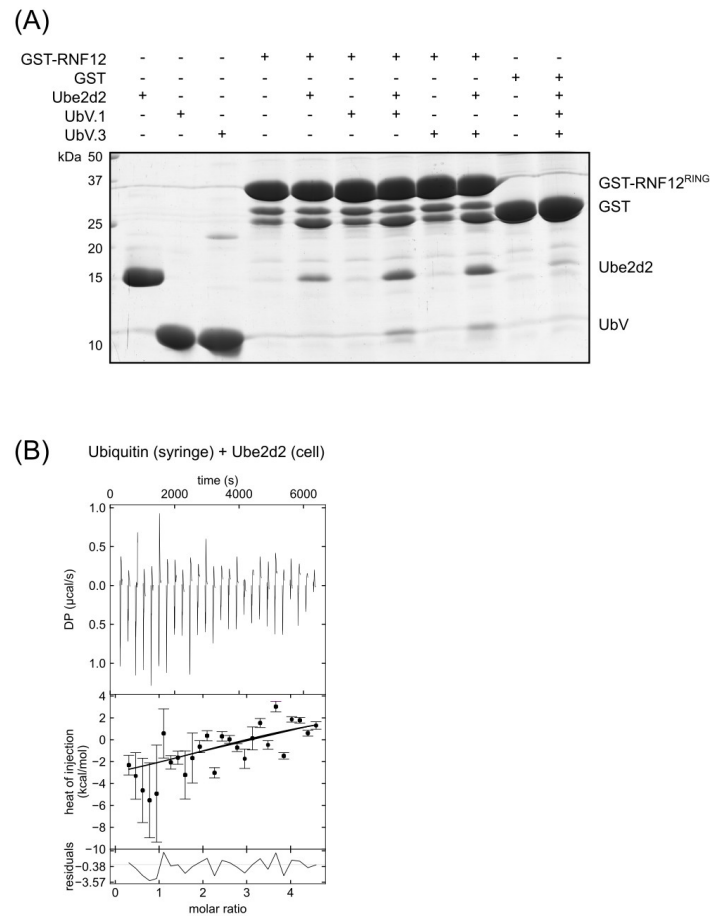 (A)
GST-RNF12 - - - + + + + + + - -
GST - - - - - - - - - + +
Ube2d2 + - - - + - + - + - +
UbV.1 - + - - - + + - - - +
UbV.3 - - + - - - - + + - +
kDa 50
37
GST-RNF12RING
GST
25
20
15
Ube2d2
UbV
10
(B)
Ubiquitin (syringe) + Ube2d2 (cell)
time (s)
0 2000 4000 6000
1.0
0.5
0.0
0.5
1.0
DP (µcal/s)
4
2
0
−2
−4
−6
−8
−10
heat of injection
(kcal/mol)
residuals
−0.38
−3.57
0 1 2 3 4
molar ratio